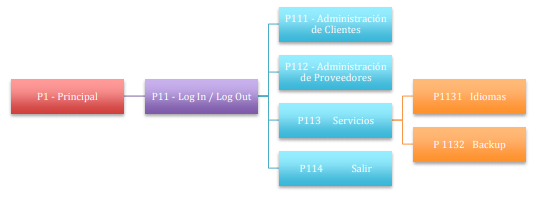 P1 - Principal
P11 - Log In / Log Out
P111 - Administración
de Clientes
P112 - Administración
de Proveedores
P113 Servicios
P114 Salir
P1131 Idiomas
P 1132 Backup